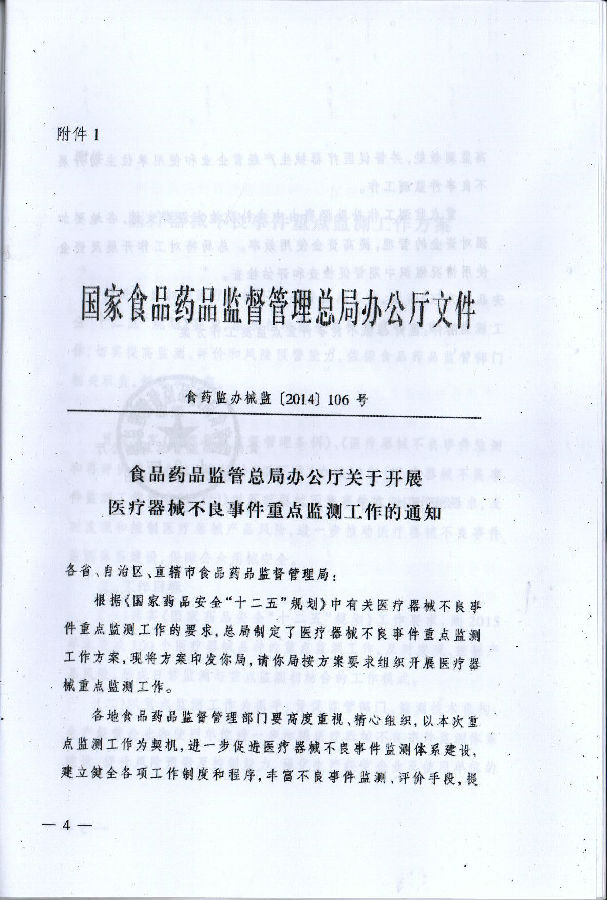 附件 1
国家食品药品监督管理总局办公厅文件
食药监办械监〔2014〕106 号
食品药品监管总局办公厅关于开展
医疗器械不良事件重点监测工作的通知
各省、自治区、直辖市食品药品监督管理局：
根据《国家药品安全“十二五”规划》中有关医疗器械不良事
件重点监测工作的要求，总局制定了医疗器械不良事件重点监测
工作方案，现将方案印发你局，请你局按方案要求组织开展医疗器
械重点监测工作。
各地食品药品监督管理部门要高度重视、精心组织，以本次重
点监测工作为契机，进一步促进医疗器械不良事件监测体系建设，
建立健全各项工作制度和程序，丰富不良事件监测、评价手段，提
— 4 —